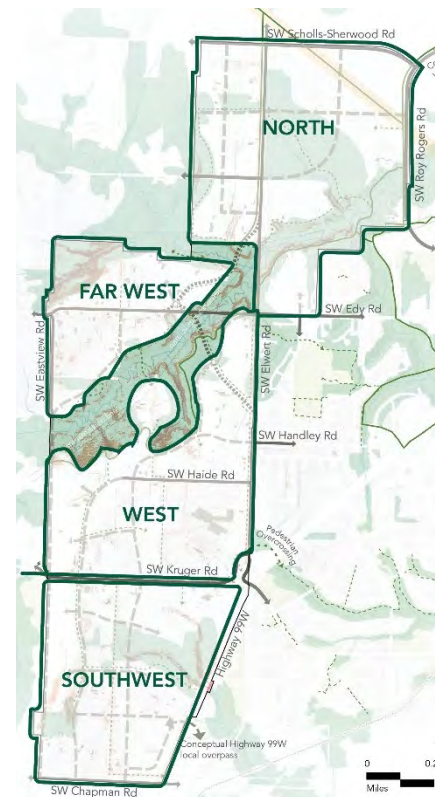 SW Scholls-Sherwood Rd
NORTH
SW Roy Rogers Rd
FAR WEST
SW Eastview Rd
SW Edy Rd
SW Elwert Rd
SW Handley Rd
SW Haide Rd
WEST
Pedestrian
Overcrossing
SW Kruger Rd
Highway 99W
SOUTHWEST
Conceptual Highway 99W
local overpass
SW Chapman Rd
0
Miles